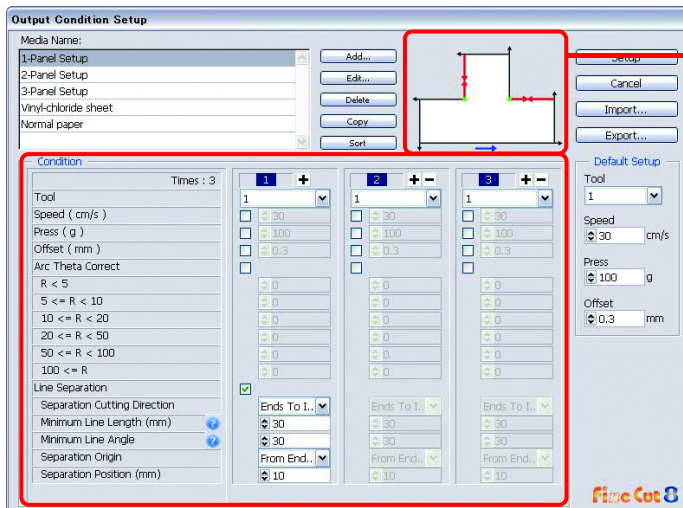 Output Condition Setup
Media Name:
1-Panel Setup
2-Panel Setup
3-Panel Setup
Vinyl-chloride sheet
Normal paper
Add...
Edit...
Delete
Copy
Sort
Setup
Cancel
Import...
Export...
Condition
Times : 3 1 + 2 + − 3 + −
Tool 1 1 1
Speed ( cm/s ) 30 30 30
Press ( g ) 100 100 100
Offset ( mm ) 0.3 0.3 0.3
Arc Theta Correct
R < 5 0 0 0
5 <= R < 10 0 0 0
10 <= R < 20 0 0 0
20 <= R < 50 0 0 0
50 <= R < 100 0 0 0
100 <= R 0 0 0
Line Separation
Separation Cutting Direction Ends To I.. Ends To I.. Ends To I..
Minimum Line Length (mm) ? 30 30 30
Minimum Line Angle ? 30 30 30
Separation Origin From End.. From End.. From End..
Separation Position (mm) 10 10 10
Default Setup
Tool
1
Speed
30 cm/s
Press
100 g
Offset
0.3 mm
Fine Cut 8